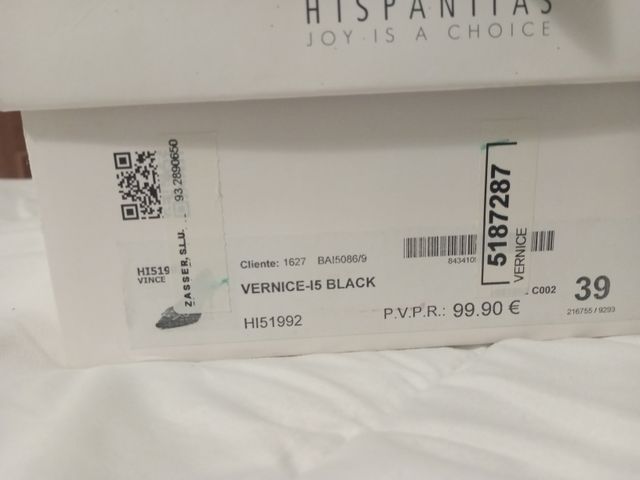 HISPANITAS
JOY IS A CHOICE
ZASSER, S.L.U. 93 2890650
HI519
VINCE
Cliente: 1627 BAI5086/9
VERNICE-I5 BLACK
HI51992
P.V.P.R.: 99.90 €
843410
5187287
VERNICE
C002
39
216755 / 9293